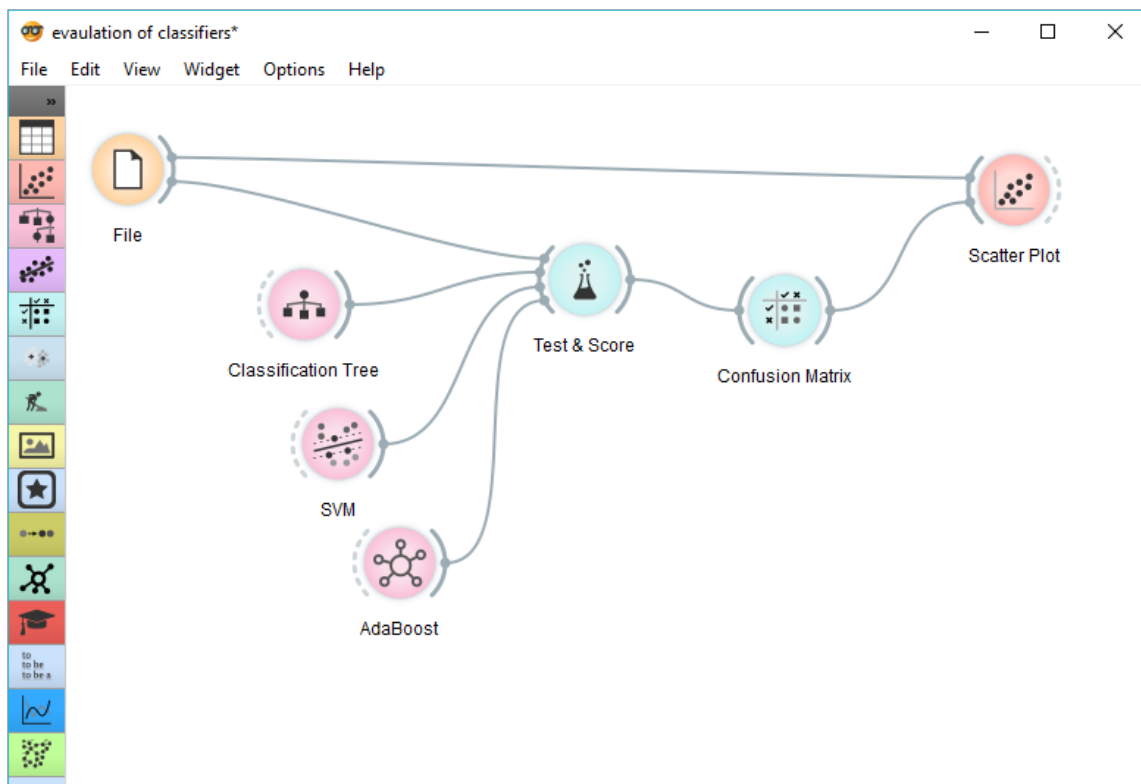 evaulation of classifiers*
File Edit View Widget Options Help
»
File
Scatter Plot
Classification Tree
Test & Score
Confusion Matrix
SVM
AdaBoost
to
to be
to be a